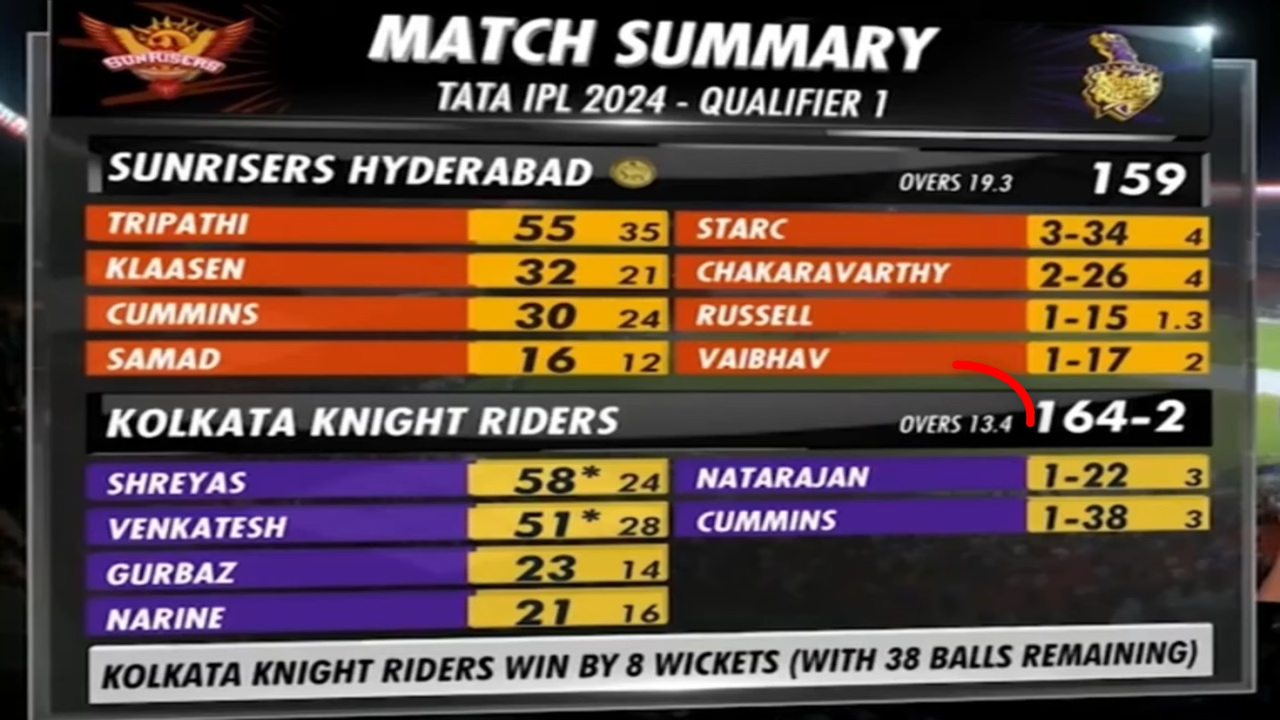 SUNRISERS
MATCH SUMMARY
Knight Riders
TATA IPL 2024 - QUALIFIER 1
SUNRISERS HYDERABAD OVERS 19.3 159
TRIPATHI 55 35 STARC 3-34 4
KLAASEN 32 21 CHAKARAVARTHY 2-26 4
CUMMINS 30 24 RUSSELL 1-15 1.3
SAMAD 16 12 VAIBHAV 1-17 2
KOLKATA KNIGHT RIDERS OVERS 13.4 164-2
SHREYAS 58* 24 NATARAJAN 1-22 3
VENKATESH 51* 28 CUMMINS 1-38 3
GURBAZ 23 14
NARINE 21 16
KOLKATA KNIGHT RIDERS WIN BY 8 WICKETS (WITH 38 BALLS REMAINING)